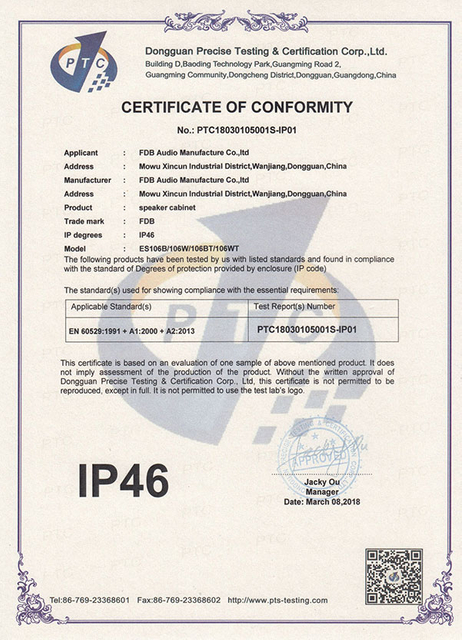 PTC
Dongguan Precise Testing & Certification Corp.,Ltd.
Building D,Baoding Technology Park,Guangming Road 2,
Guangming Community,Dongcheng District,Dongguan,Guangdong,China
CERTIFICATE OF CONFORMITY
No.: PTC18030105001S-IP01
Applicant : FDB Audio Manufacture Co.,ltd
Address : Mowu Xincun Industrial District,Wanjiang,Dongguan,China
Manufacturer : FDB Audio Manufacture Co.,ltd
Address : Mowu Xincun Industrial District,Wanjiang,Dongguan,China
Product : speaker cabinet
Trade mark : FDB
IP degrees : IP46
Model : ES106B/106W/106BT/106WT
The following products have been tested by us with listed standards and found in compliance
with the standard of Degrees of protection provided by enclosure (IP code)
The standard(s) used for showing compliance with the essential requirements:
Applicable Standard(s) Test Report(s) Number
EN 60529:1991 + A1:2000 + A2:2013 PTC18030105001S-IP01
PTC
This certificate is based on an evaluation of one sample of above mentioned product. It does
not imply assessment of the production of the product. Without the written approval of
Dongguan Precise Testing & Certification Corp., Ltd, this certificate is not permitted to be
reproduced, except in full. It is not permitted to use the test lab's logo.
APPROVED
IP46
Jacky Ou
Manager
Date: March 08,2018
Tel:86-769-23368601 Fax:86-769-23368602 http://www.pts-testing.com